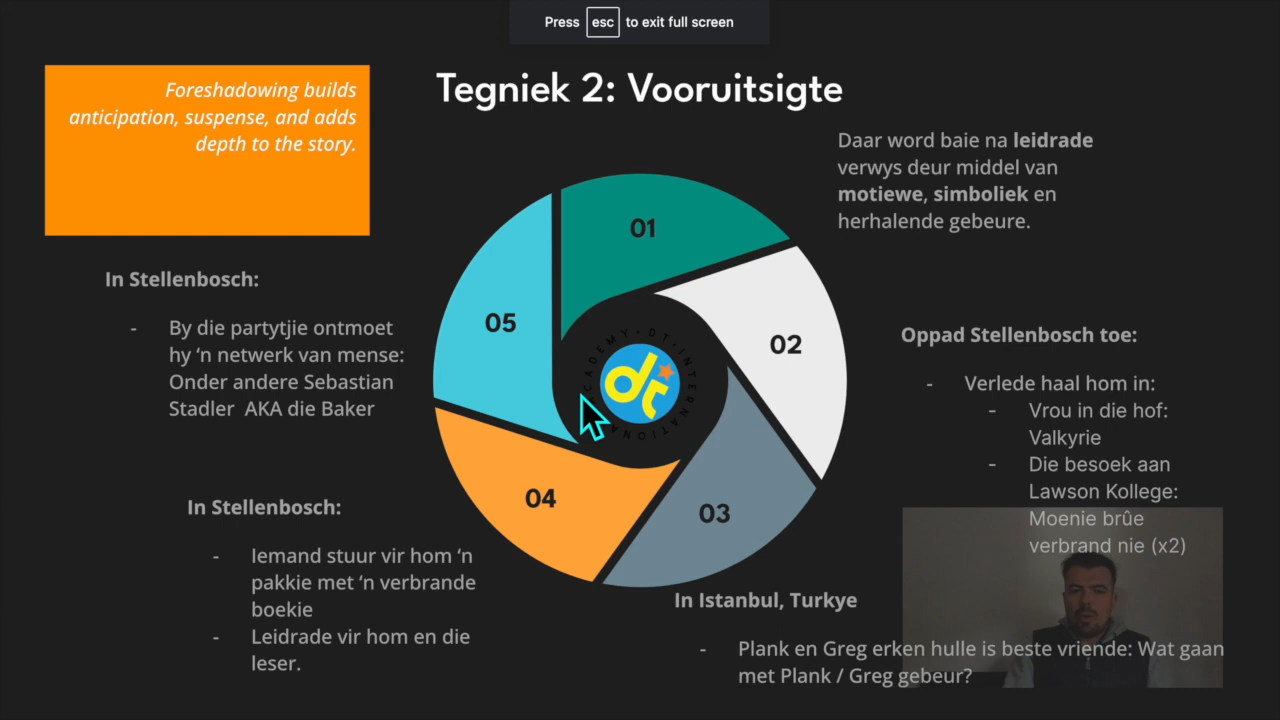 Press esc to exit full screen
Foreshadowing builds
anticipation, suspense, and adds
depth to the story.
Tegniek 2: Vooruitsigte
Daar word baie na leidrade
verwys deur middel van
motiewe, simboliek en
herhalende gebeure.
01
02
03
04
05
ACADEMY · DT · INTERNATIONAL
dt
Oppad Stellenbosch toe:
- Verlede haal hom in:
- Vrou in die hof:
Valkyrie
- Die besoek aan
Lawson Kollege:
Moenie brûe
verbrand nie (x2)
In Istanbul, Turkye
- Plank en Greg erken hulle is beste vriende: Wat gaan
met Plank / Greg gebeur?
In Stellenbosch:
- Iemand stuur vir hom ‘n
pakkie met ‘n verbrande
boekie
- Leidrade vir hom en die
leser.
In Stellenbosch:
- By die partytjie ontmoet
hy ‘n netwerk van mense:
Onder andere Sebastian
Stadler AKA die Baker